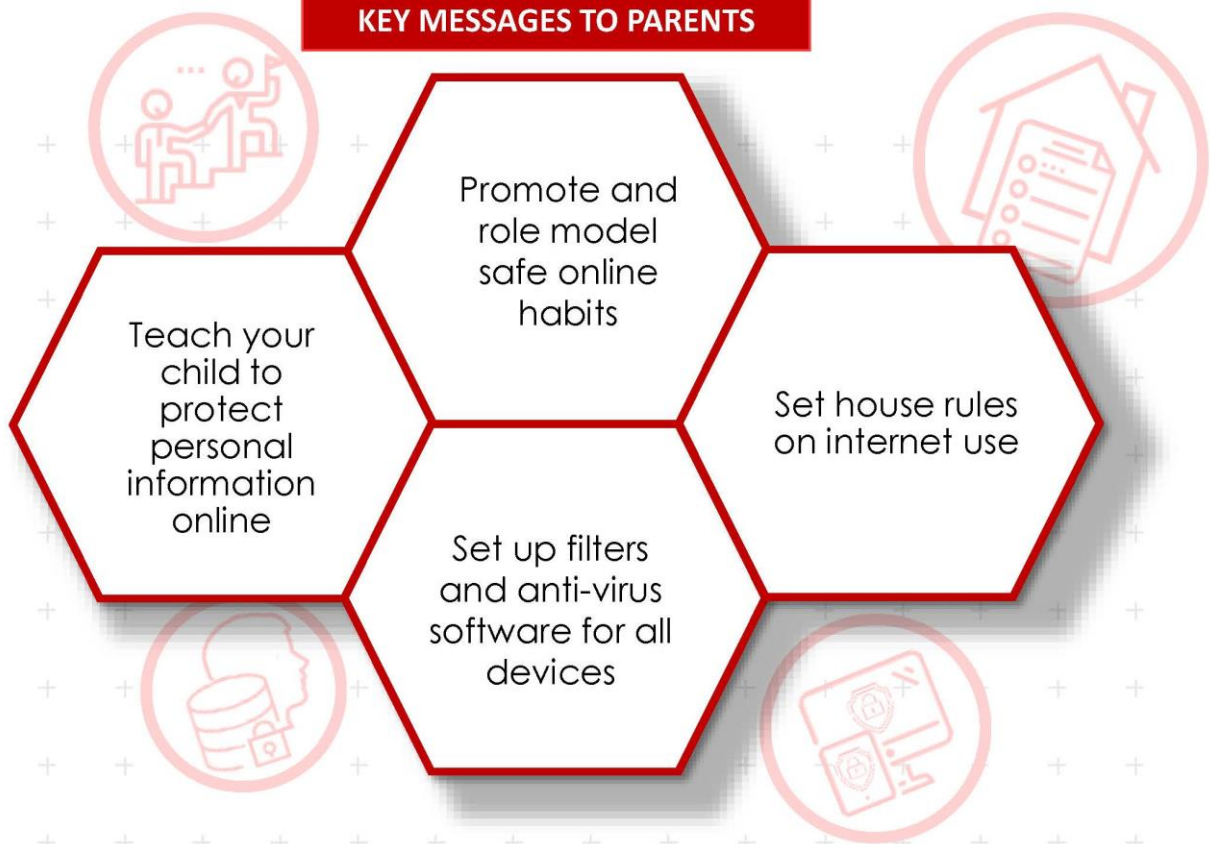 KEY MESSAGES TO PARENTS
Promote and
role model
safe online
habits
Teach your
child to
protect
personal
information
online
Set house rules
on internet use
Set up filters
and anti-virus
software for all
devices